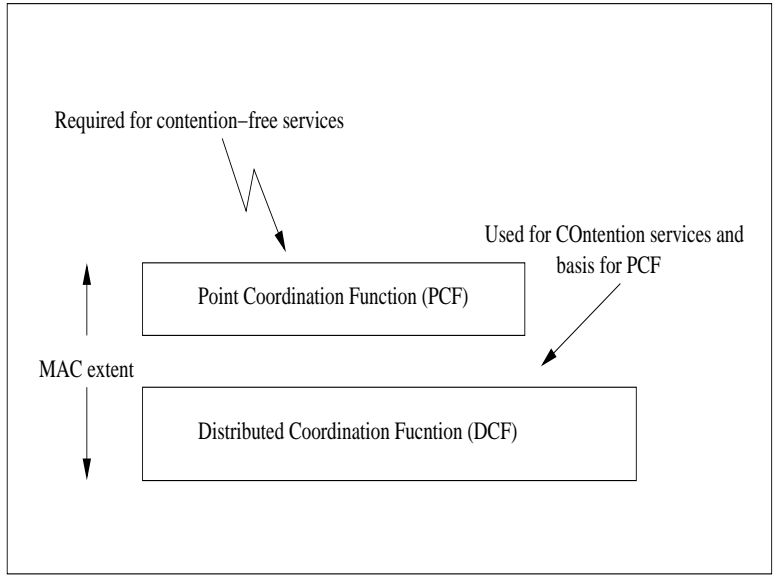 Required for contention−free services
Used for COntention services and
basis for PCF
Point Coordination Function (PCF)
MAC extent
Distributed Coordination Fucntion (DCF)